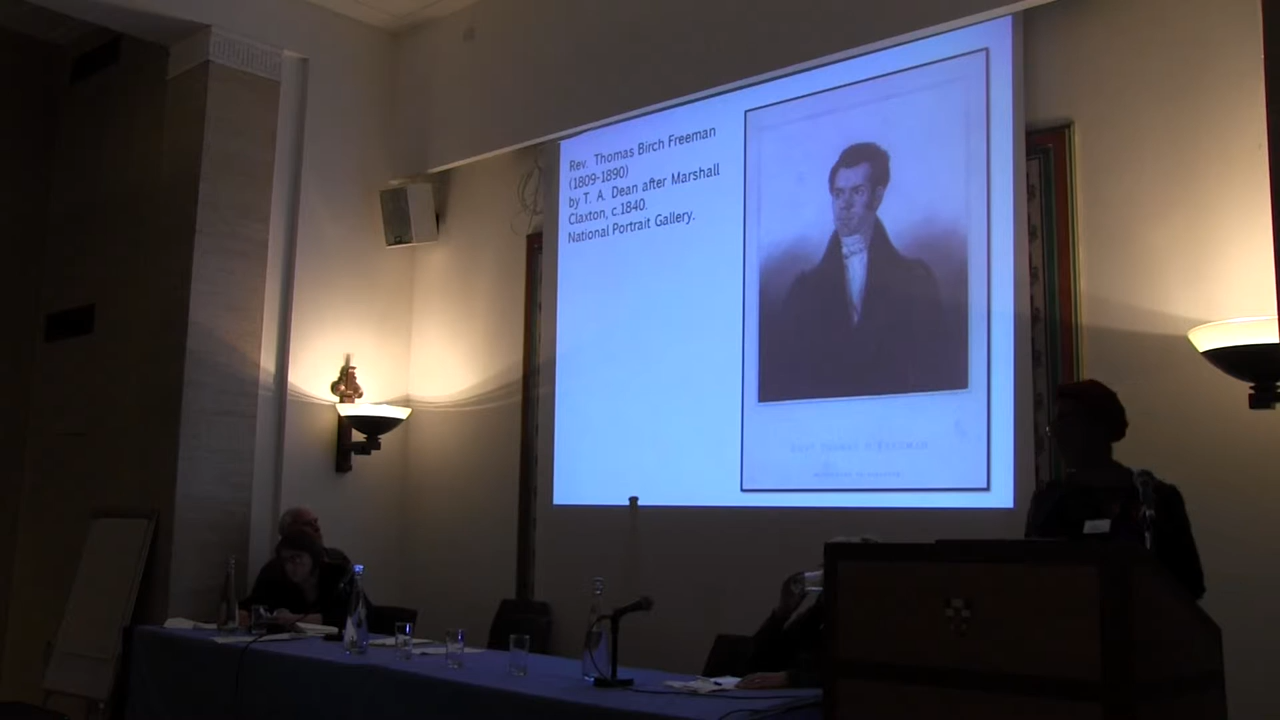 Rev. Thomas Birch Freeman
(1809-1890)
by T. A. Dean after Marshall
Claxton, c.1840.
National Portrait Gallery.